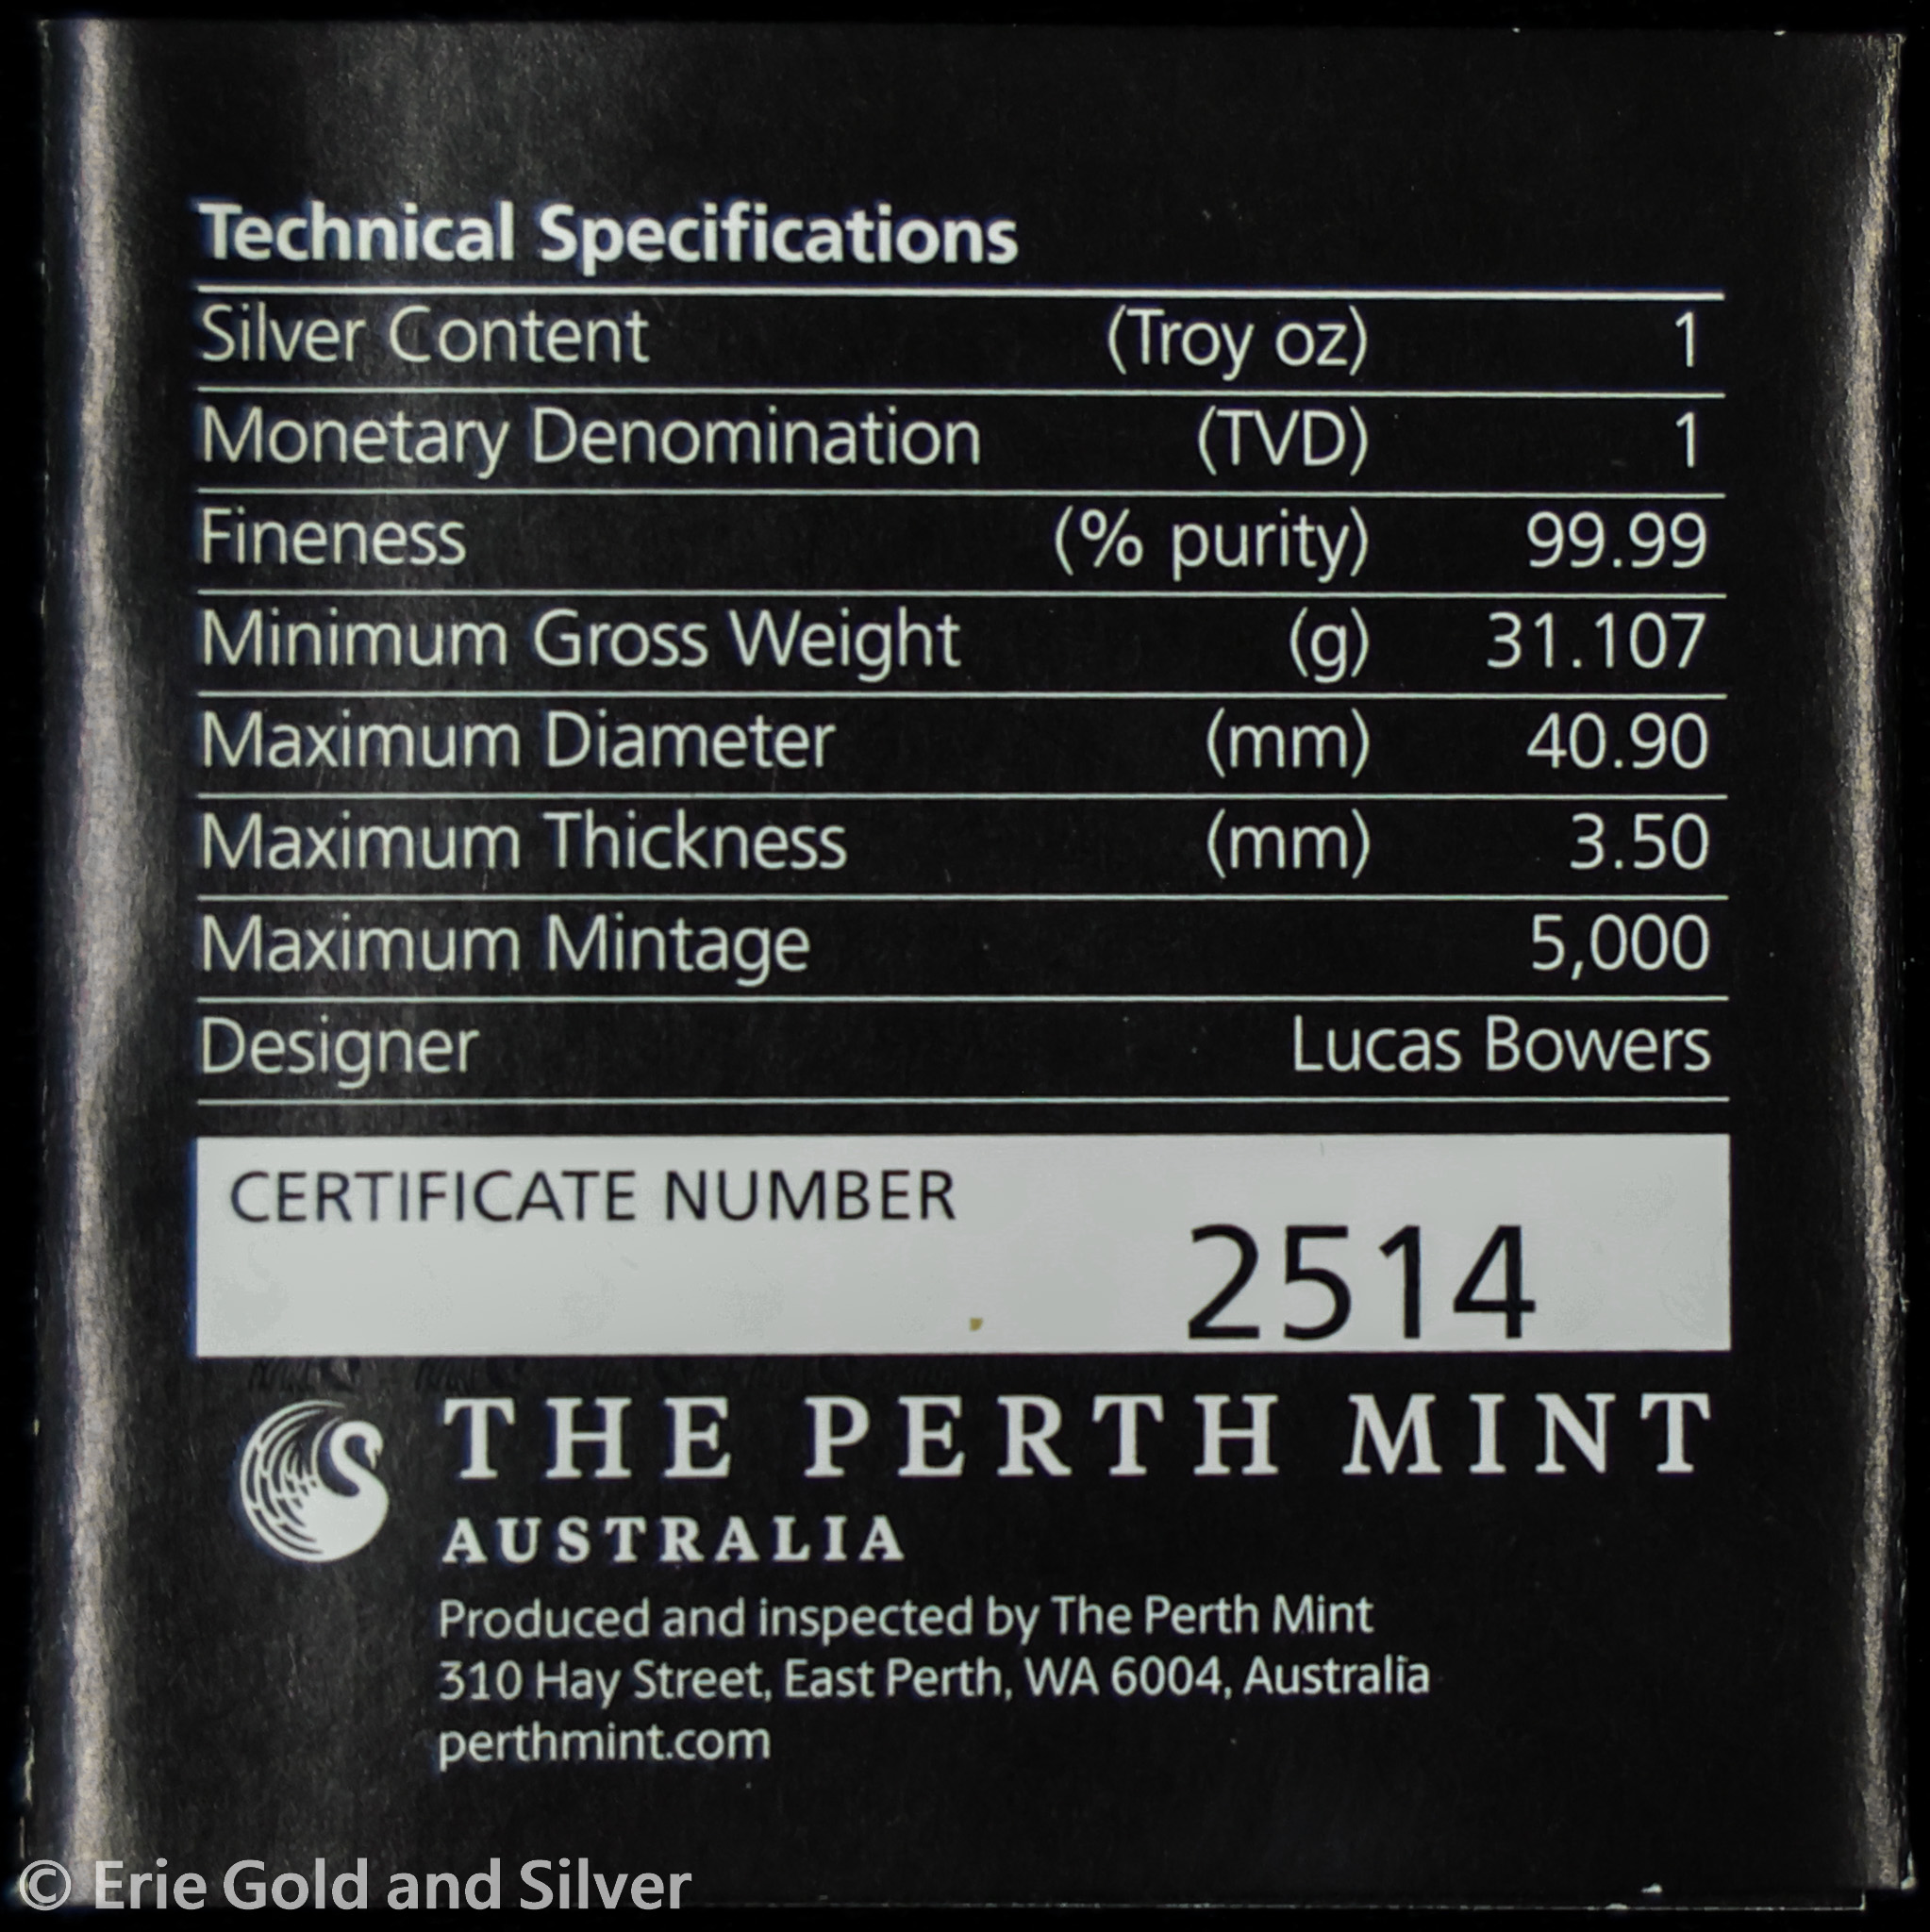 Technical Specifications
Silver Content (Troy oz) 1
Monetary Denomination (TVD) 1
Fineness (% purity) 99.99
Minimum Gross Weight (g) 31.107
Maximum Diameter (mm) 40.90
Maximum Thickness (mm) 3.50
Maximum Mintage 5,000
Designer Lucas Bowers
CERTIFICATE NUMBER
2514
THE PERTH MINT
AUSTRALIA
Produced and inspected by The Perth Mint
310 Hay Street, East Perth, WA 6004, Australia
perthmint.com
© Erie Gold and Silver